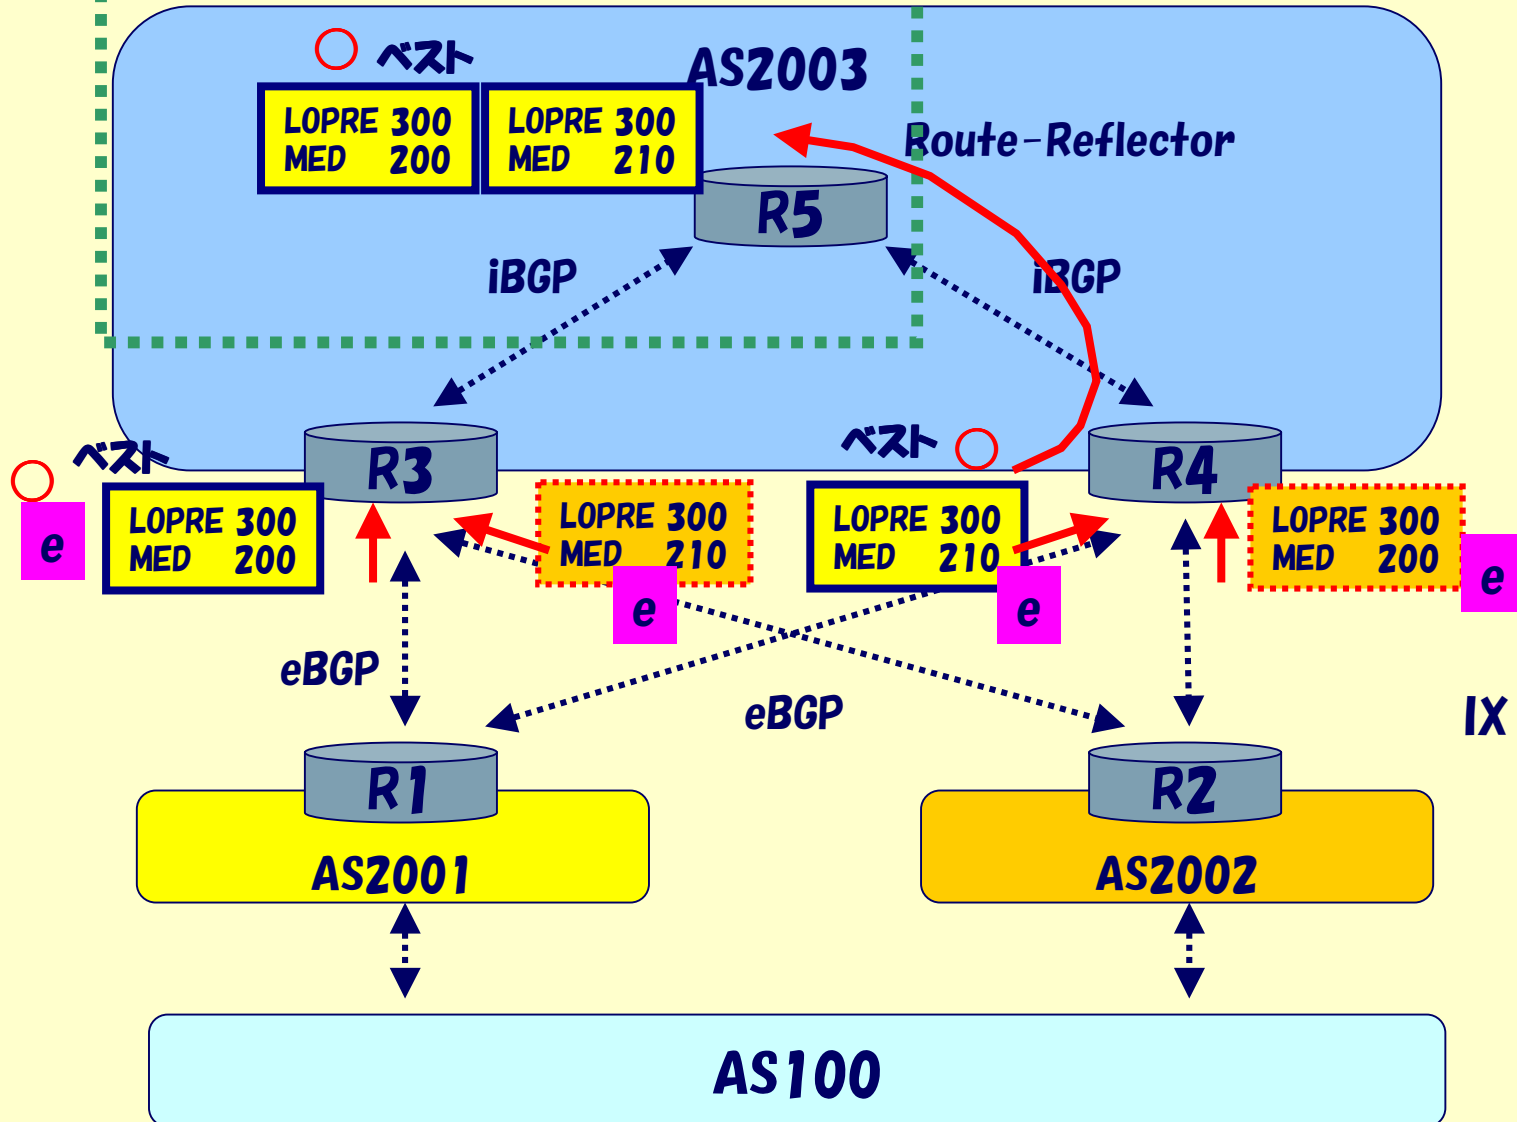 ベスト
AS2003
LOPRE 300
MED 200
LOPRE 300
MED 210
Route-Reflector
R5
iBGP
iBGP
ベスト
R3
ベスト
R4
e
LOPRE 300
MED 200
LOPRE 300
MED 210
e
LOPRE 300
MED 210
e
LOPRE 300
MED 200
e
eBGP
eBGP
IX
R1
R2
AS2001
AS2002
AS100